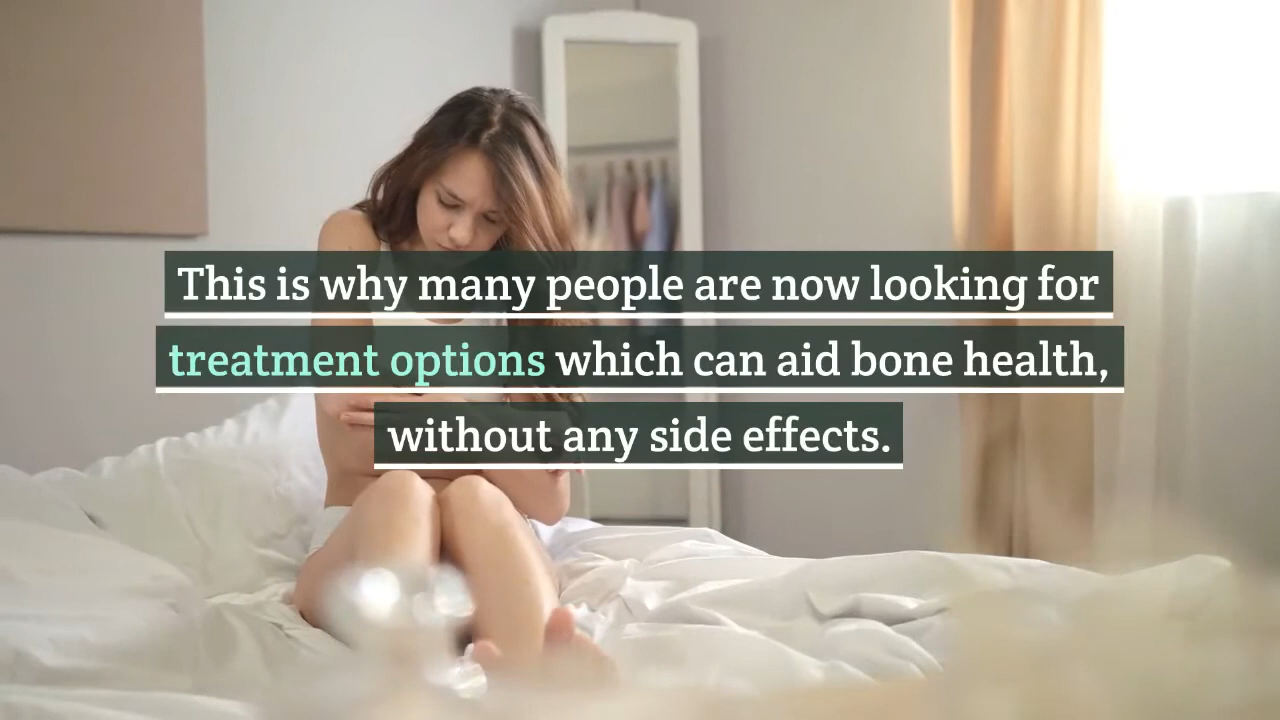 This is why many people are now looking for
treatment options which can aid bone health,
without any side effects.